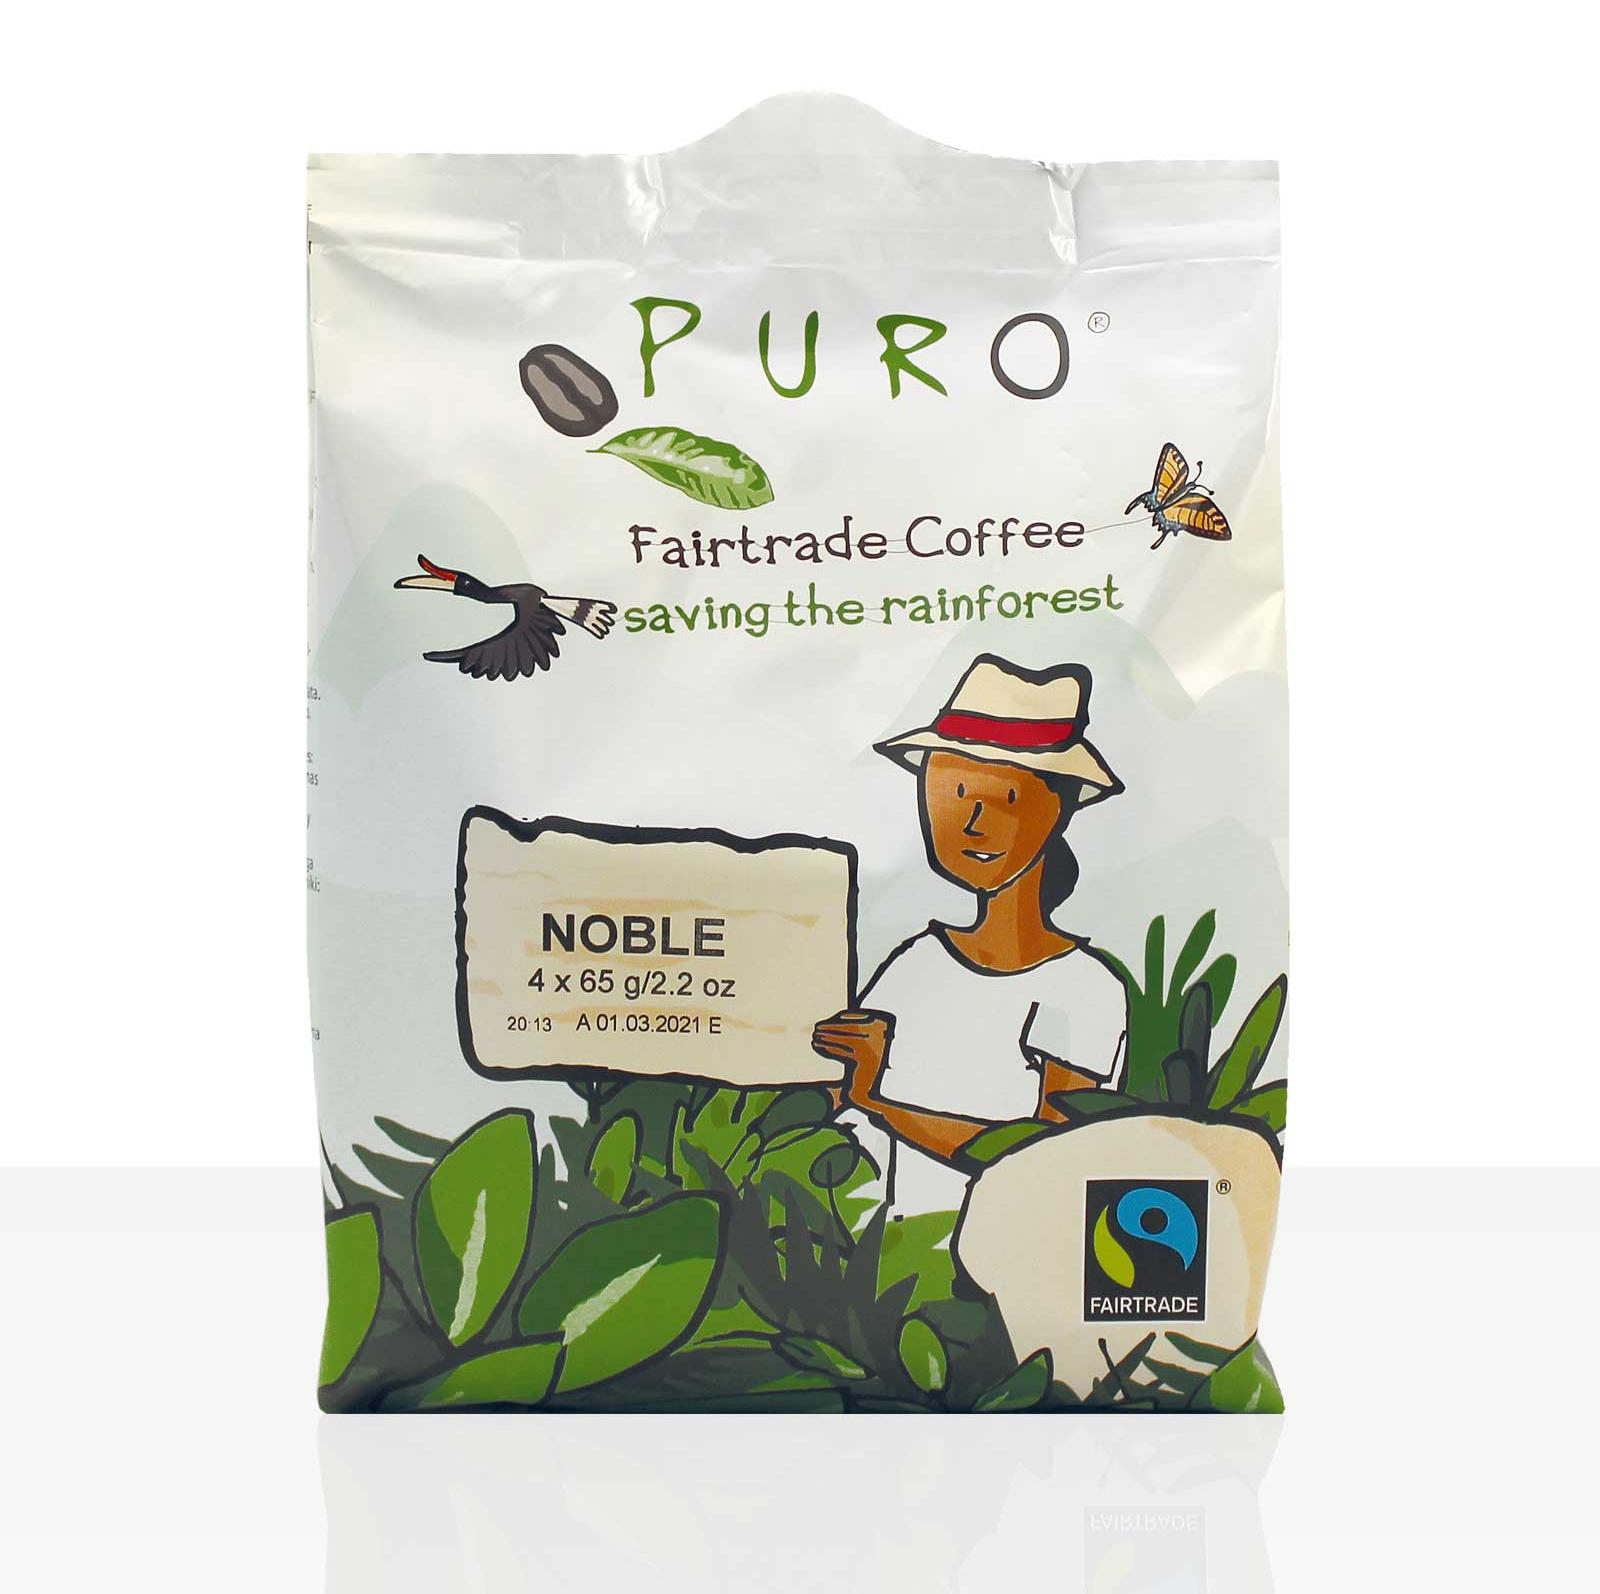 PURO®
Fairtrade Coffee
saving the rainforest
NOBLE
4 x 65 g/2.2 oz
20:13 A 01.03.2021 E
®
FAIRTRADE